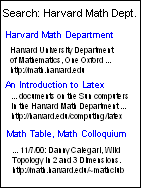 Search: Harvard Math Dept.
Harvard Math Department
Harvard University Department
of Mathematics, One Oxford ...
http://math.harvard.edu
An Introduction to Latex
... documents on the Sun computers
in the Harvard Math Department ...
http://harvard.edu/computing/latex
Math Table, Math Colloquium
... 11/7/00: Danny Calegari, Wild
Topology in 2 and 3 Dimensions.
http://math.harvard.edu/~mathclub